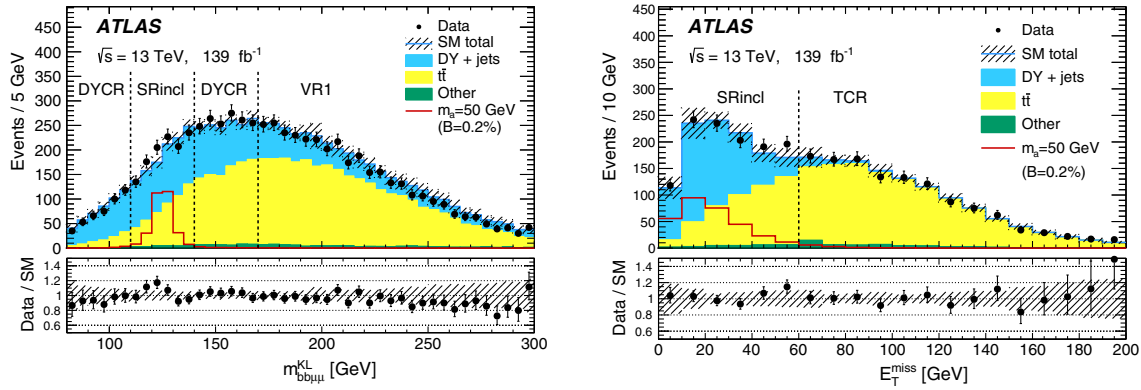 ATLAS
√s = 13 TeV, 139 fb⁻¹
DYCR
SRincl
DYCR
VR1
Data
SM total
DY + jets
tt̄
Other
mₐ=50 GeV
(B=0.2%)
Events / 5 GeV
450
400
350
300
250
200
150
100
50
0
Data / SM
1.4
1.2
1
0.8
0.6
100 150 200 250 300
m^KL_bbμμ [GeV]
ATLAS
√s = 13 TeV, 139 fb⁻¹
SRincl
TCR
Data
SM total
DY + jets
tt̄
Other
mₐ=50 GeV
(B=0.2%)
Events / 10 GeV
450
400
350
300
250
200
150
100
50
0
Data / SM
1.4
1.2
1
0.8
0.6
0 20 40 60 80 100 120 140 160 180 200
E_T^miss [GeV]